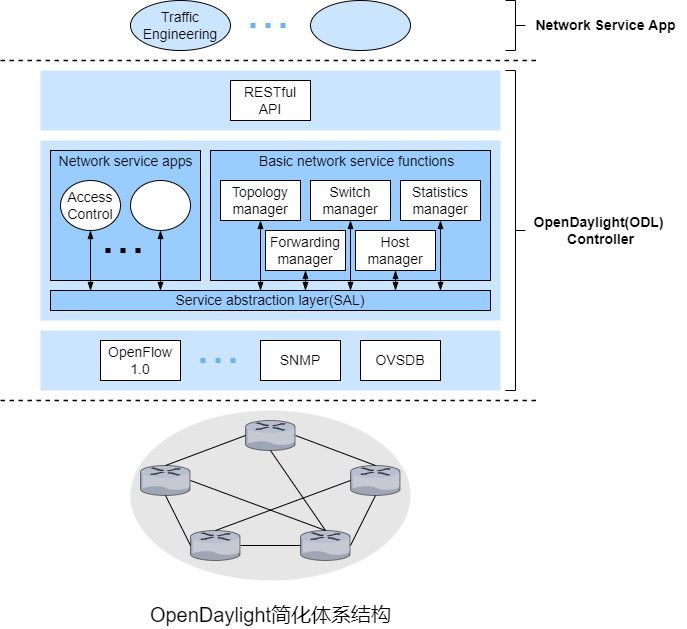 Traffic
Engineering
Network Service App
RESTful
API
Network service apps
Basic network service functions
Access
Control
Topology
manager
Switch
manager
Statistics
manager
Forwarding
manager
Host
manager
OpenDaylight(ODL)
Controller
Service abstraction layer(SAL)
OpenFlow
1.0
SNMP
OVSDB
OpenDaylight简化体系结构